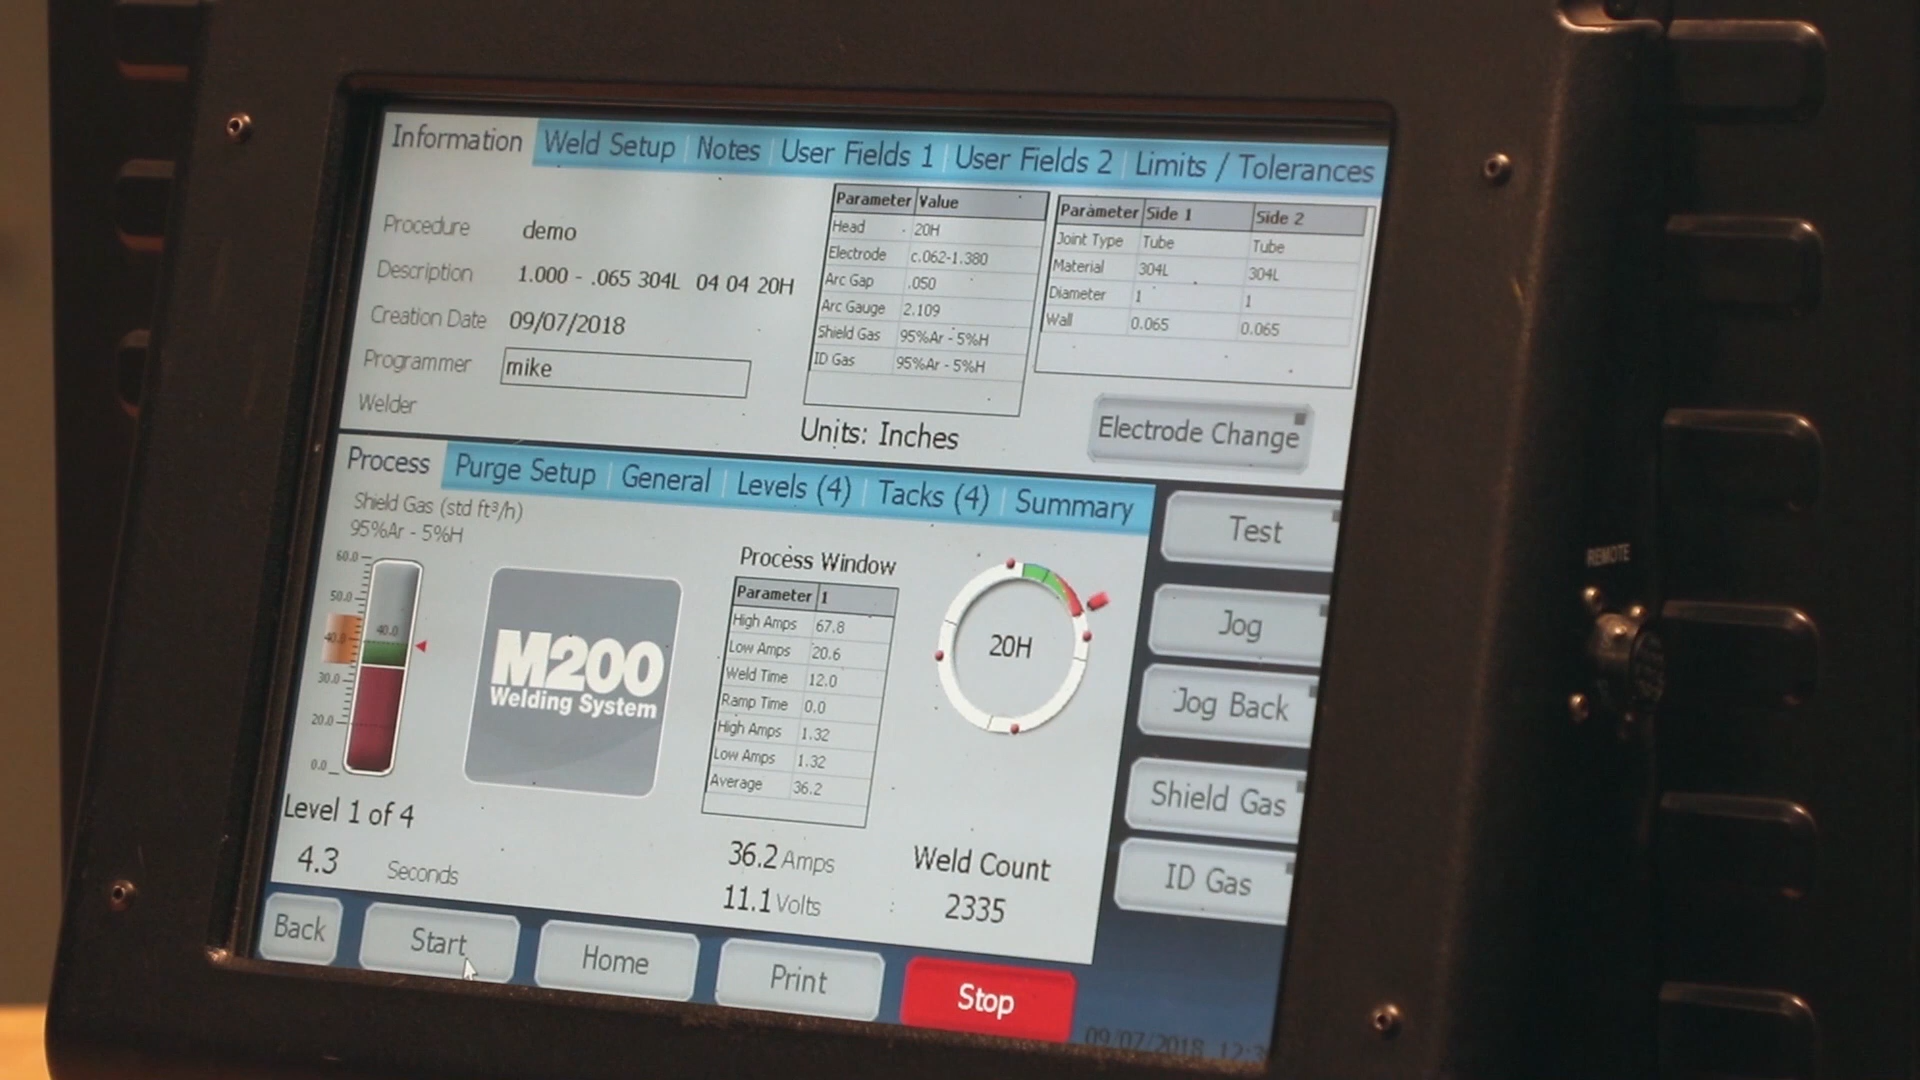 Information Weld Setup Notes User Fields 1 User Fields 2 Limits / Tolerances
Procedure demo
Description 1.000 - .065 304L 04 04 20H
Creation Date 09/07/2018
Programmer mike
Welder
Parameter Value
Head 20H
Electrode c.062-1.380
Arc Gap .050
Arc Gauge 2.109
Shield Gas 95%Ar - 5%H
ID Gas 95%Ar - 5%H
Units: Inches
Parameter Side 1 Side 2
Joint Type Tube Tube
Material 304L 304L
Diameter 1 1
Wall 0.065 0.065
Electrode Change
Process Purge Setup General Levels (4) Tacks (4) Summary
Shield Gas (std ft³/h)
95%Ar - 5%H
60.0
50.0
40.0
30.0
20.0
0.0
40.0
M200
Welding System
Process Window
Parameter 1
High Amps 67.8
Low Amps 20.6
Weld Time 12.0
Ramp Time 0.0
High Amps 1.32
Low Amps 1.32
Average 36.2
20H
Level 1 of 4
4.3 Seconds
36.2 Amps
11.1 Volts
Weld Count
2335
Test
Jog
Jog Back
Shield Gas
ID Gas
Back Start Home Print Stop
09/07/2018
REMOTE